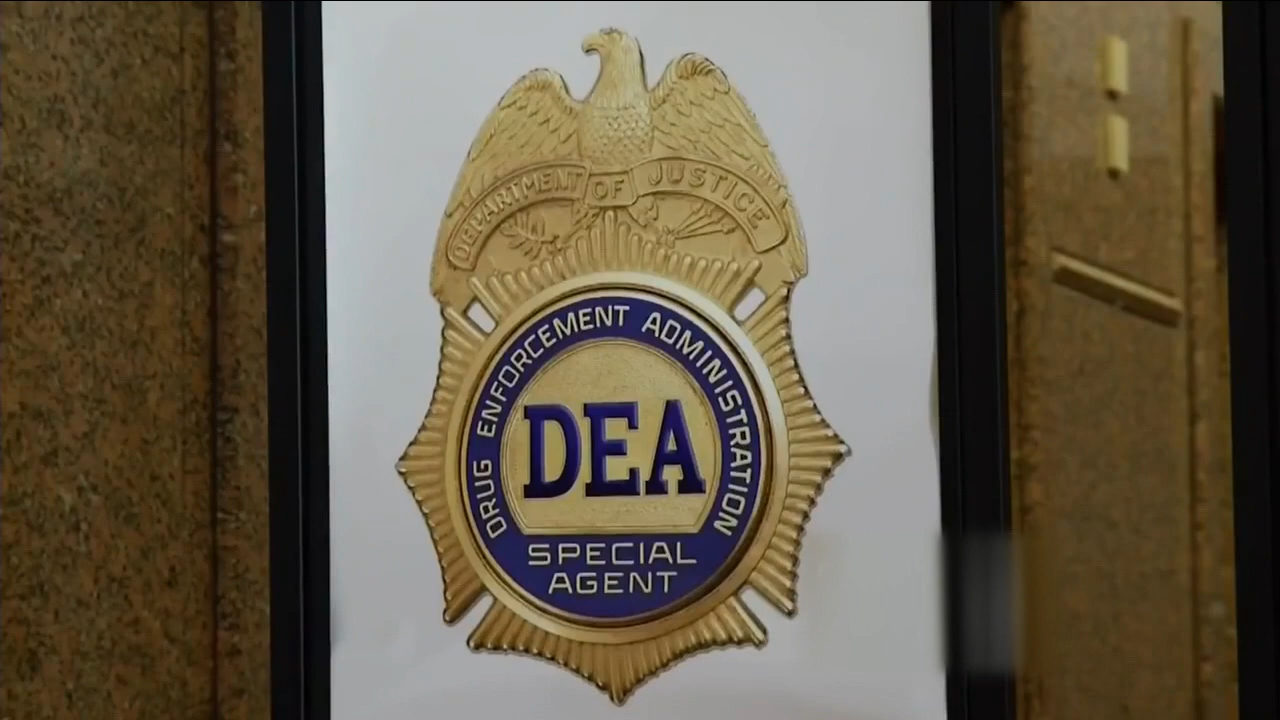 DEPARTMENT OF JUSTICE
DRUG ENFORCEMENT ADMINISTRATION
DEA
SPECIAL
AGENT